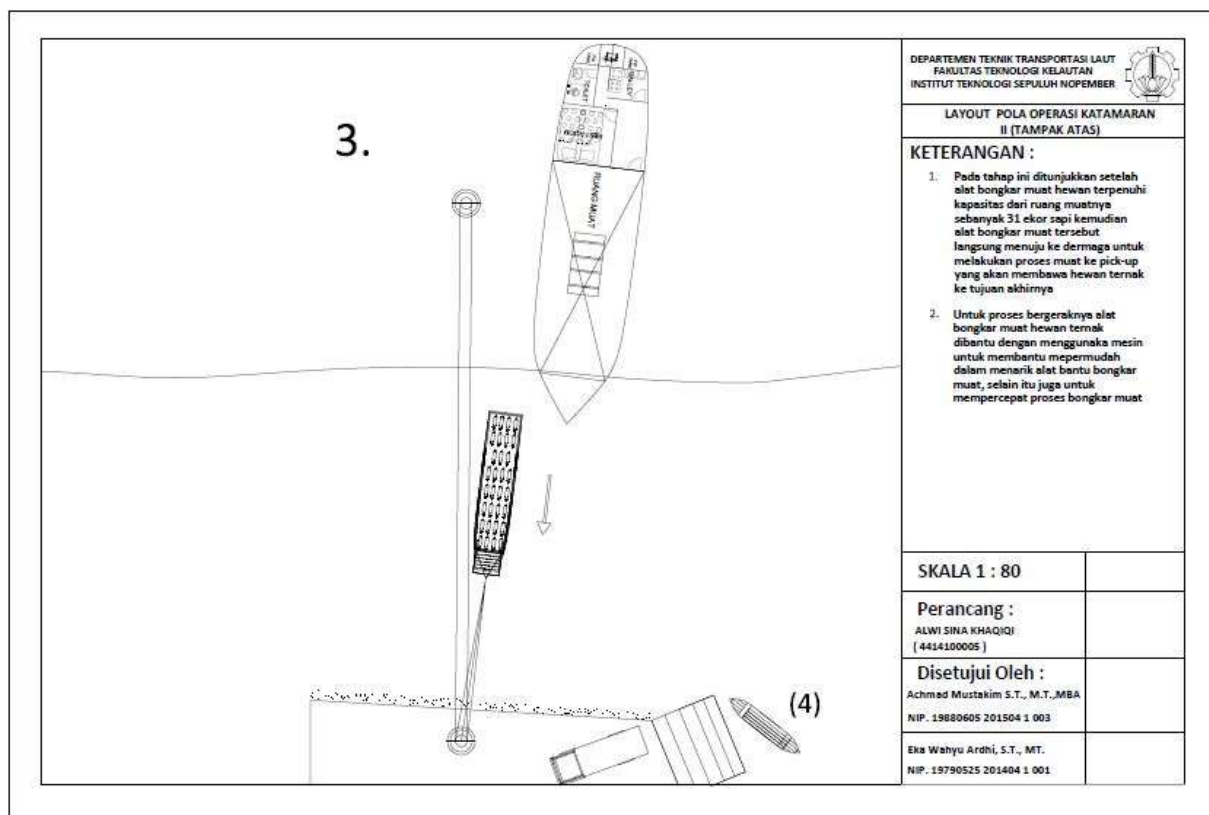 3.
TOILET
GALLEY
RUANG MUAT
(4)
DEPARTEMEN TEKNIK TRANSPORTASI LAUT
FAKULTAS TEKNOLOGI KELAUTAN
INSTITUT TEKNOLOGI SEPULUH NOPEMBER
LAYOUT POLA OPERASI KATAMARAN
II (TAMPAK ATAS)
KETERANGAN :
1. Pada tahap ini ditunjukkan setelah
alat bongkar muat hewan terpenuhi
kapasitas dari ruang muatnya
sebanyak 31 ekor sapi kemudian
alat bongkar muat tersebut
langsung menuju ke dermaga untuk
melakukan proses muat ke pick-up
yang akan membawa hewan ternak
ke tujuan akhirnya
2. Untuk proses bergeraknya alat
bongkar muat hewan ternak
dibantu dengan menggunaka mesin
untuk membantu mepermudah
dalam menarik alat bantu bongkar
muat, selain itu juga untuk
mempercepat proses bongkar muat
SKALA 1 : 80
Perancang :
ALWI SINA KHAQIQI
( 4414100005 )
Disetujui Oleh :
Achmad Mustakim S.T., M.T.,MBA
NIP. 19880605 201504 1 003
Eka Wahyu Ardhi, S.T., MT.
NIP. 19790525 201404 1 001